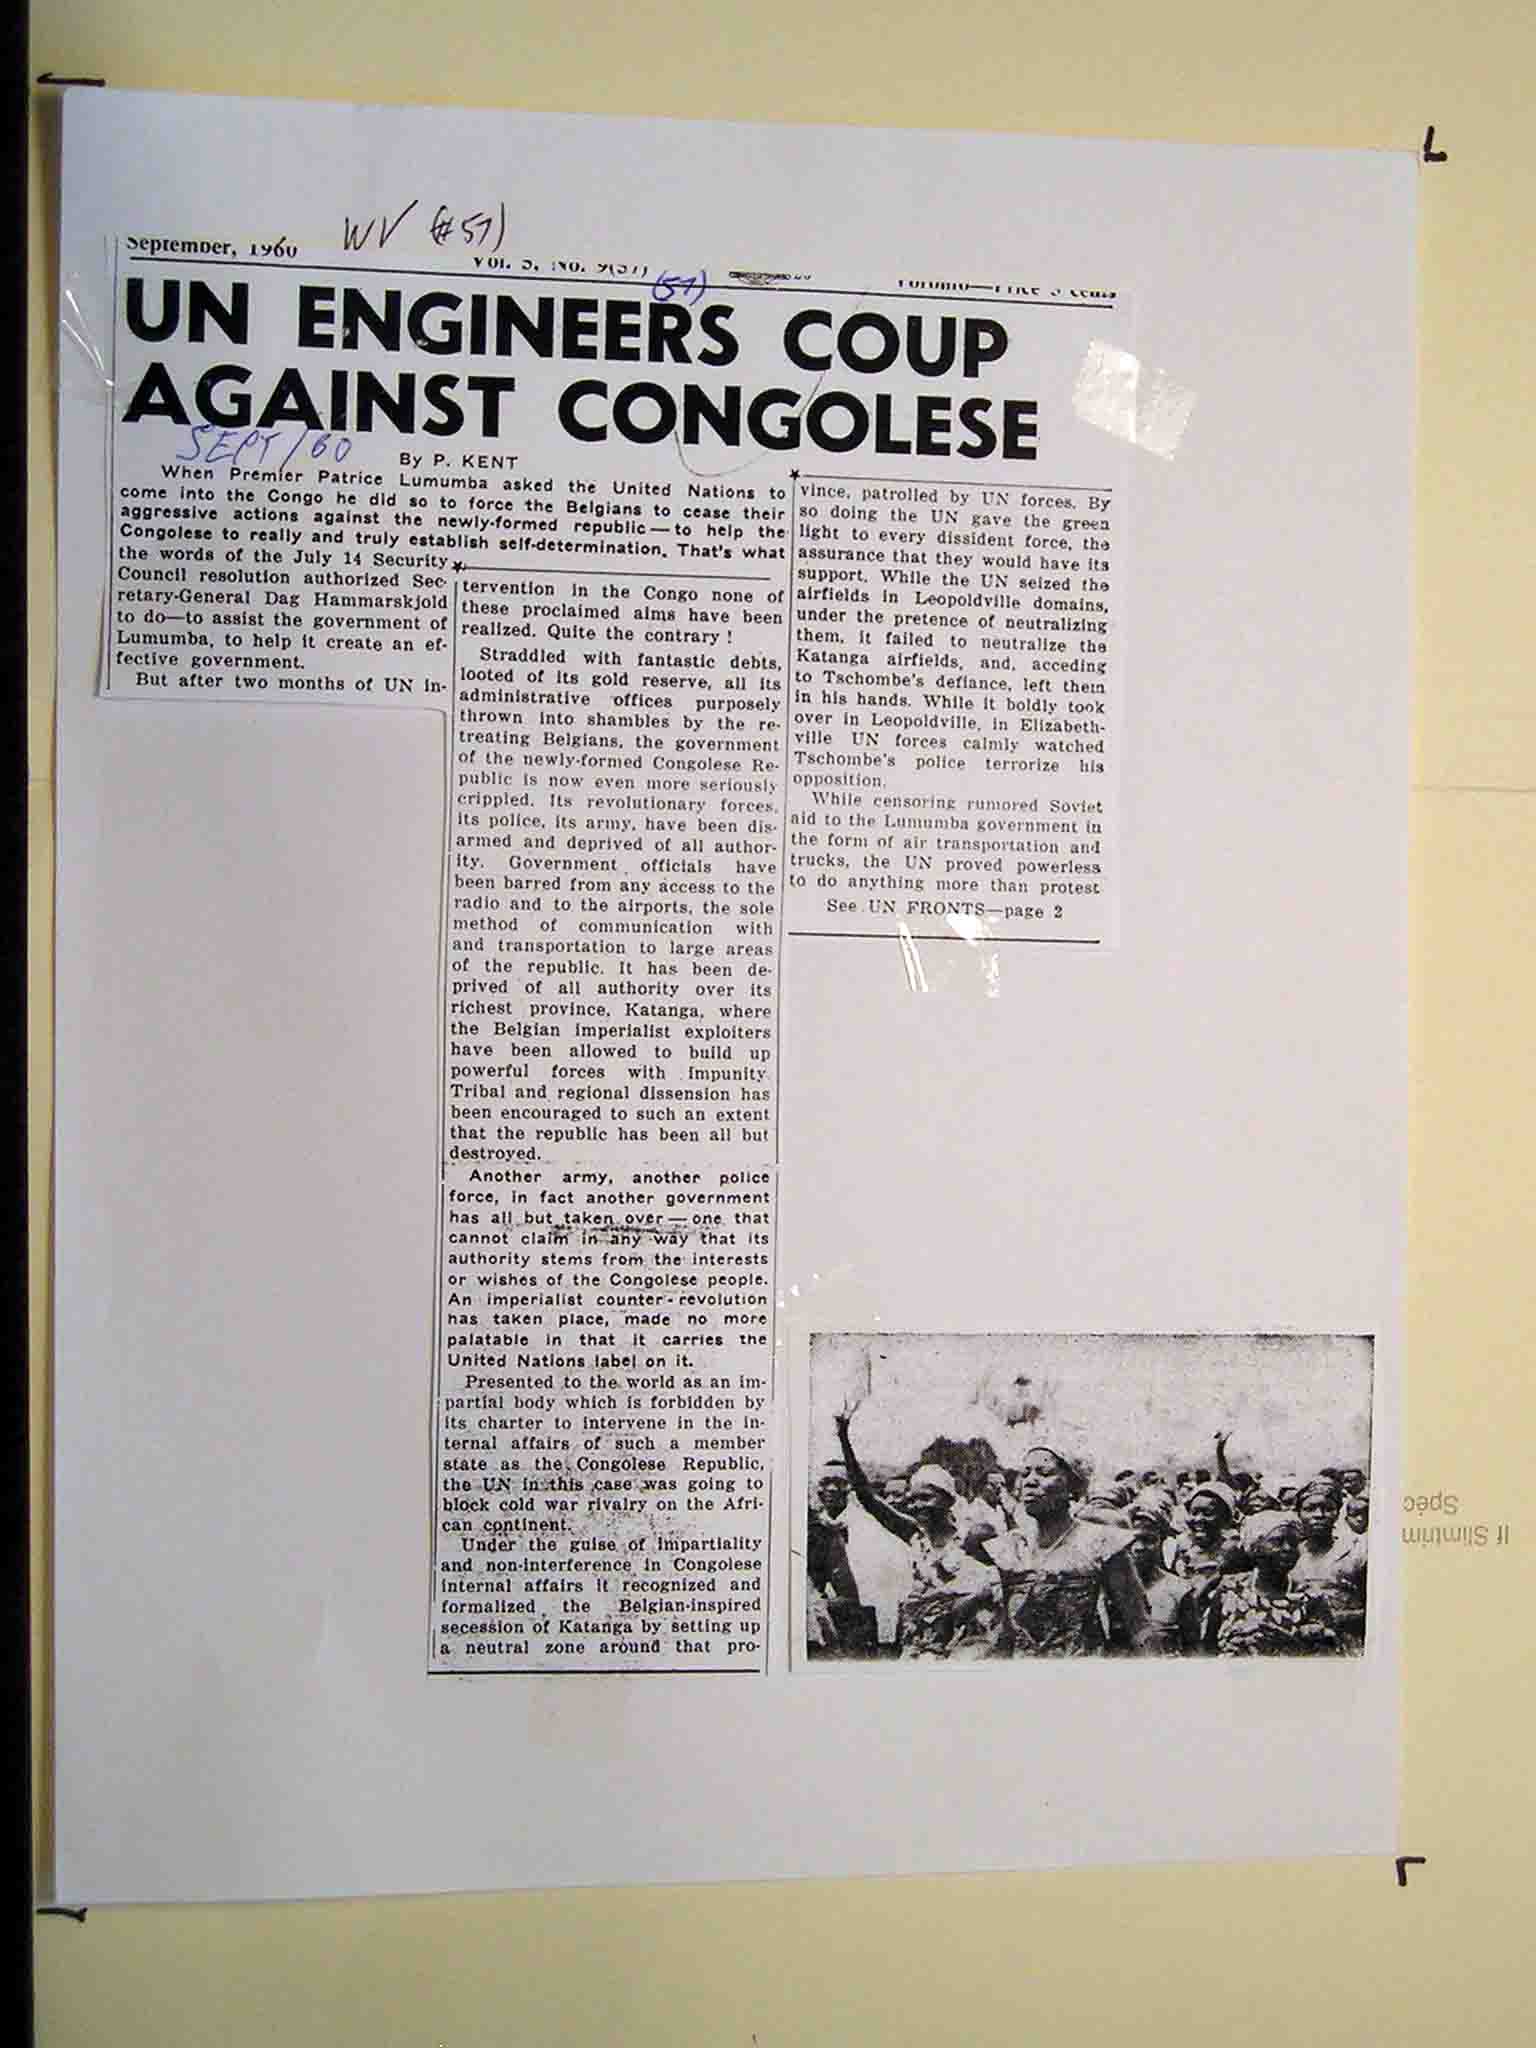 WV (#57)
September, 1960
Vol. 5, No. 9(57)
(57)
Toronto—Price 5 cents
UN ENGINEERS COUP
AGAINST CONGOLESE
SEPT/60
By P. KENT
When Premier Patrice Lumumba asked the United Nations to
come into the Congo he did so to force the Belgians to cease their
aggressive actions against the newly-formed republic—to help the
Congolese to really and truly establish self-determination. That's what
the words of the July 14 Security
Council resolution authorized Sec-
retary-General Dag Hammarskjold
to do—to assist the government of
Lumumba, to help it create an ef-
fective government.
But after two months of UN in-
tervention in the Congo none of
these proclaimed aims have been
realized. Quite the contrary !
Straddled with fantastic debts,
looted of its gold reserve, all its
administrative offices purposely
thrown into shambles by the re-
treating Belgians, the government
of the newly-formed Congolese Re-
public is now even more seriously
crippled. Its revolutionary forces,
its police, its army, have been dis-
armed and deprived of all author-
ity. Government officials have
been barred from any access to the
radio and to the airports, the sole
method of communication with
and transportation to large areas
of the republic. It has been de-
prived of all authority over its
richest province, Katanga, where
the Belgian imperialist exploiters
have been allowed to build up
powerful forces with impunity.
Tribal and regional dissension has
been encouraged to such an extent
that the republic has been all but
destroyed.
Another army, another police
force, in fact another government
has all but taken over—one that
cannot claim in any way that its
authority stems from the interests
or wishes of the Congolese people.
An imperialist counter-revolution
has taken place, made no more
palatable in that it carries the
United Nations label on it.
Presented to the world as an im-
partial body which is forbidden by
its charter to intervene in the in-
ternal affairs of such a member
state as the Congolese Republic,
the UN in this case was going to
block cold war rivalry on the Afri-
can continent.
Under the guise of impartiality
and non-interference in Congolese
internal affairs it recognized and
formalized the Belgian-inspired
secession of Katanga by setting up
a neutral zone around that pro-
vince, patrolled by UN forces. By
so doing the UN gave the green
light to every dissident force, the
assurance that they would have its
support. While the UN seized the
airfields in Leopoldville domains,
under the pretence of neutralizing
them, it failed to neutralize the
Katanga airfields, and, acceding
to Tschombe's defiance, left them
in his hands. While it boldly took
over in Leopoldville, in Elizabeth-
ville UN forces calmly watched
Tschombe's police terrorize his
opposition.
While censoring rumored Soviet
aid to the Lumumba government in
the form of air transportation and
trucks, the UN proved powerless
to do anything more than protest
See UN FRONTS—page 2
If Slimtrim
Spéc